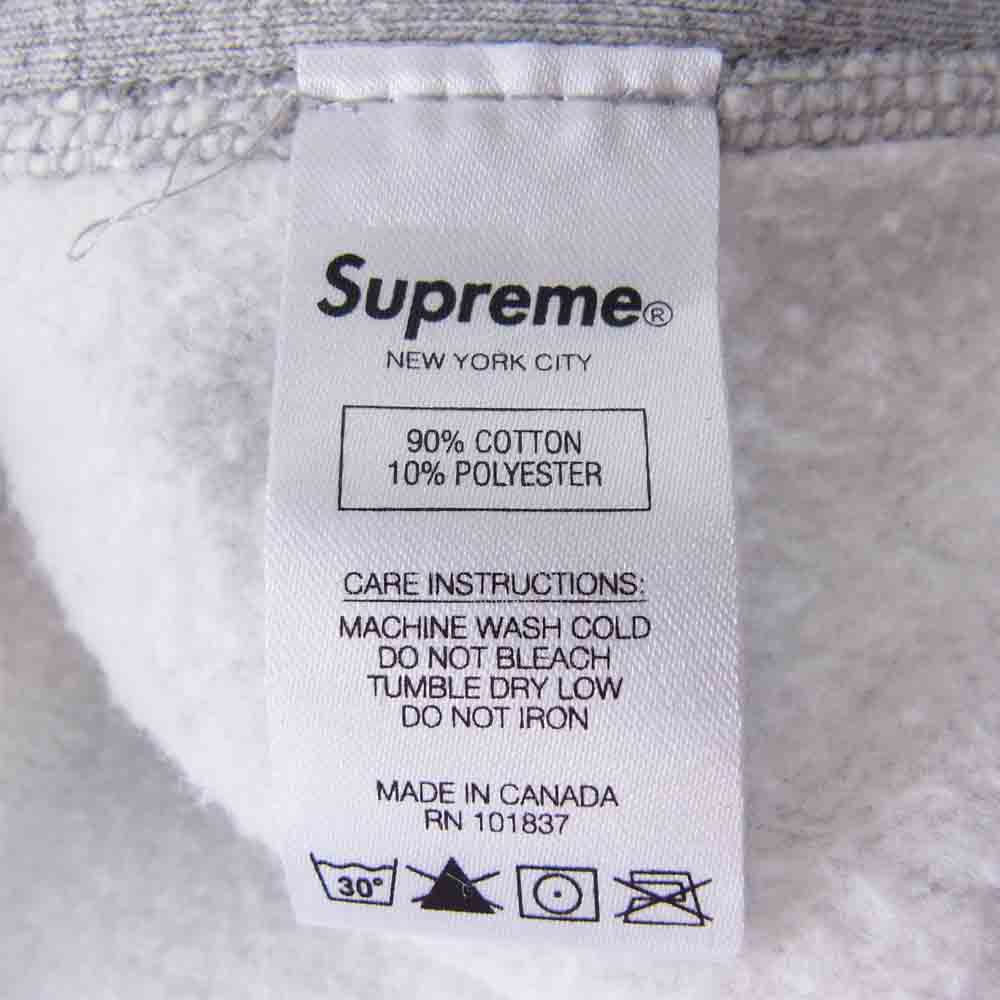 Supreme®
NEW YORK CITY
90% COTTON
10% POLYESTER
CARE INSTRUCTIONS:
MACHINE WASH COLD
DO NOT BLEACH
TUMBLE DRY LOW
DO NOT IRON
MADE IN CANADA
RN 101837
30°